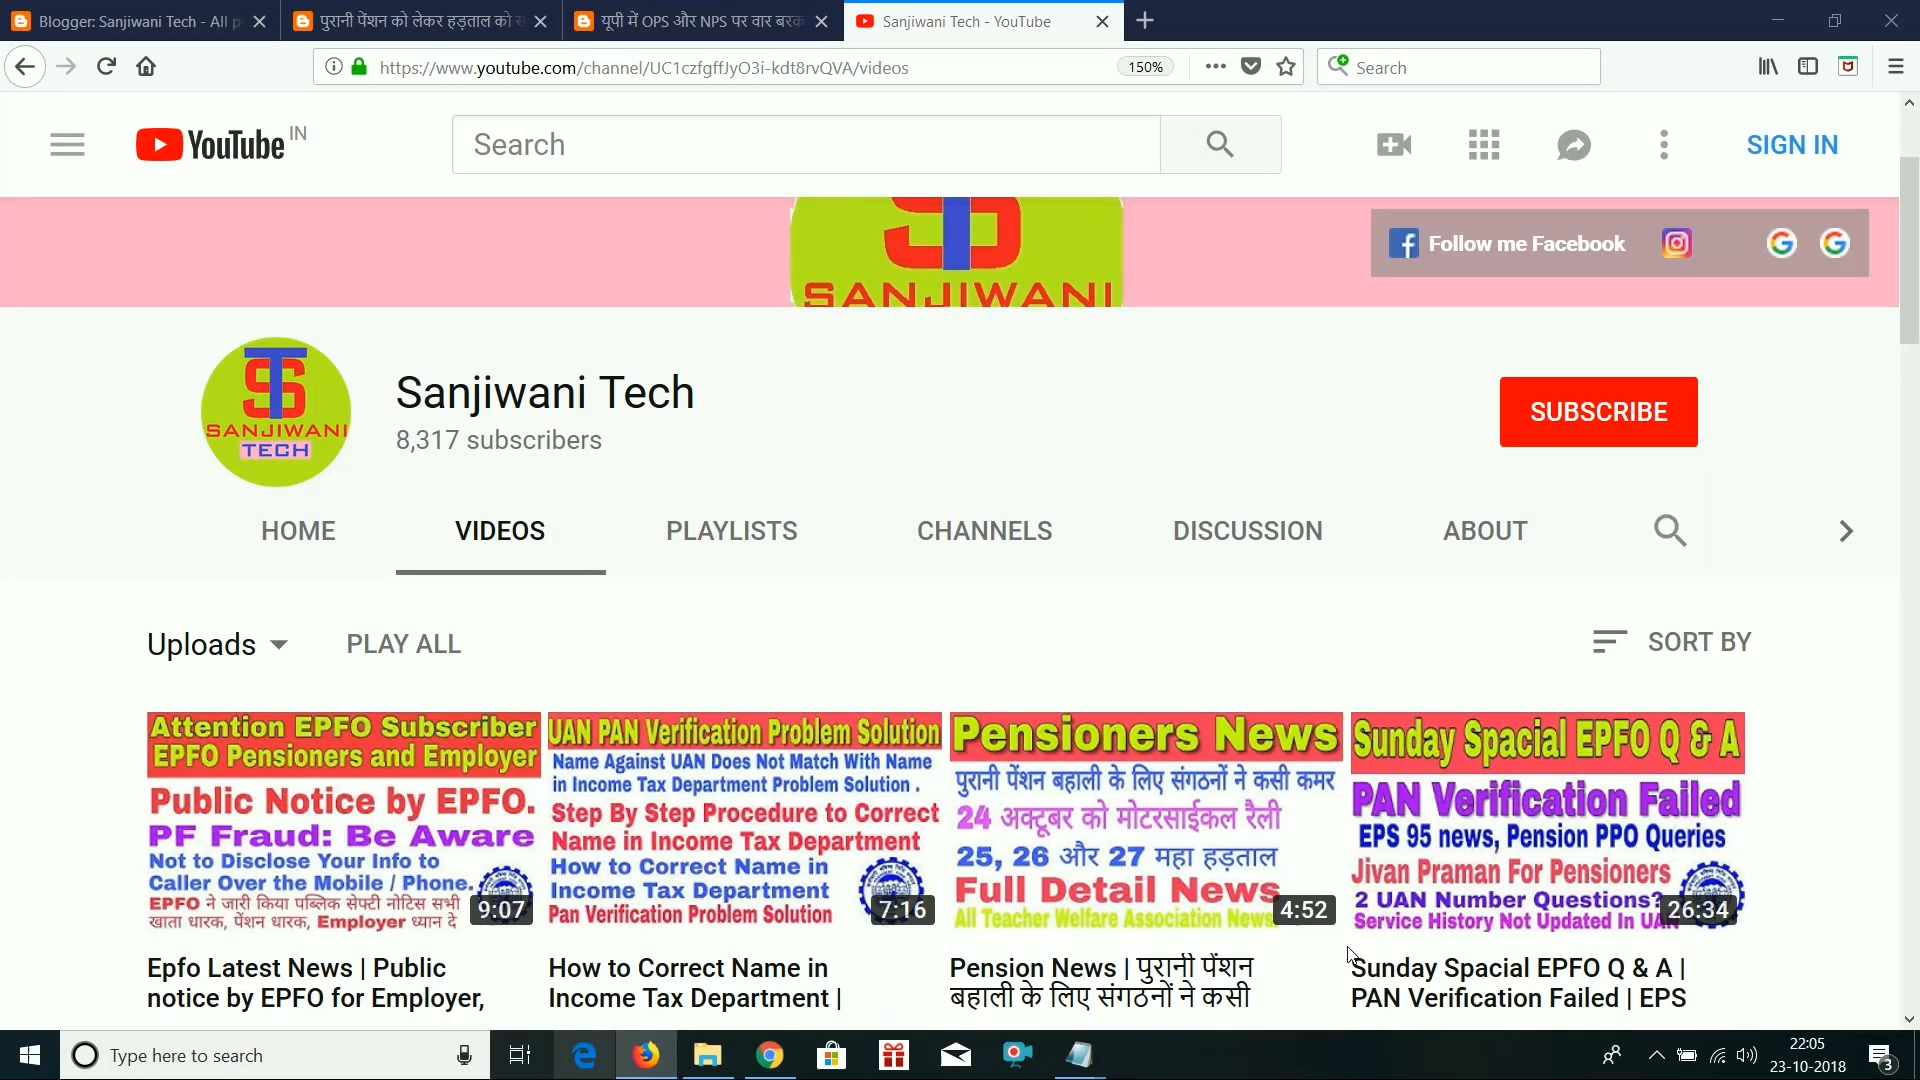 Blogger: Sanjiwani Tech - All p
पुरानी पेंशन को लेकर हड़ताल को
यूपी में OPS और NPS पर वार बरक
Sanjiwani Tech - YouTube
https://www.youtube.com/channel/UC1czfgffJyO3i-kdt8rvQVA/videos
150%
Search
YouTube IN
Search
SIGN IN
SANJIWANI
Follow me Facebook
SANJIWANI
TECH
Sanjiwani Tech
8,317 subscribers
SUBSCRIBE
HOME
VIDEOS
PLAYLISTS
CHANNELS
DISCUSSION
ABOUT
Uploads
PLAY ALL
SORT BY
Attention EPFO Subscriber
EPFO Pensioners and Employer
Public Notice by EPFO.
PF Fraud: Be Aware
Not to Disclose Your Info to
Caller Over the Mobile / Phone.
EPFO ने जारी किया पब्लिक सेफ्टी नोटिस सभी
खाता धारक, पेंशन धारक, Employer ध्यान दे
9:07
Epfo Latest News | Public
notice by EPFO for Employer,
UAN PAN Verification Problem Solution
Name Against UAN Does Not Match With Name
in Income Tax Department Problem Solution .
Step By Step Procedure to Correct
Name in Income Tax Department
How to Correct Name in
Income Tax Department
Pan Verification Problem Solution
7:16
How to Correct Name in
Income Tax Department |
Pensioners News
पुरानी पेंशन बहाली के लिए संगठनों ने कसी कमर
24 अक्टूबर को मोटरसाईकल रैली
25, 26 और 27 महा हड़ताल
Full Detail News
All Teacher Welfare Association News
4:52
Pension News | पुरानी पेंशन
बहाली के लिए संगठनों ने कसी
Sunday Spacial EPFO Q & A
PAN Verification Failed
EPS 95 news, Pension PPO Queries
Jivan Praman For Pensioners
2 UAN Number Questions?
Service History Not Updated In UAN
26:34
Sunday Spacial EPFO Q & A |
PAN Verification Failed | EPS
Type here to search
22:05
23-10-2018
3